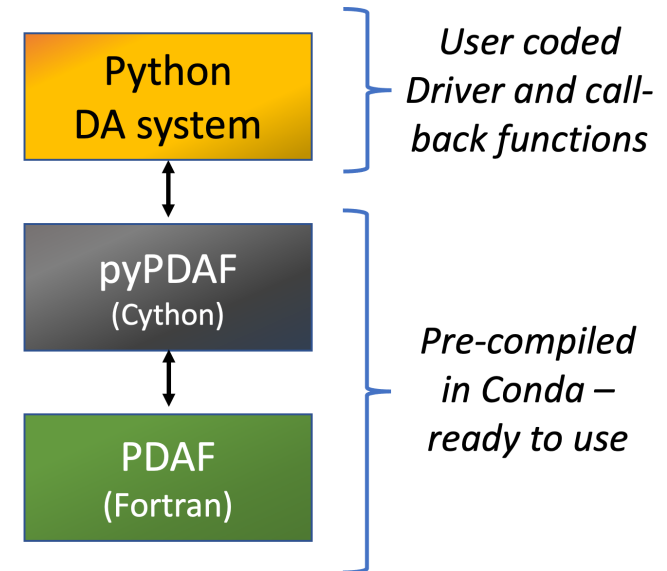 Python
DA system
User coded
Driver and call-
back functions
pyPDAF
(Cython)
Pre-compiled
in Conda –
ready to use
PDAF
(Fortran)